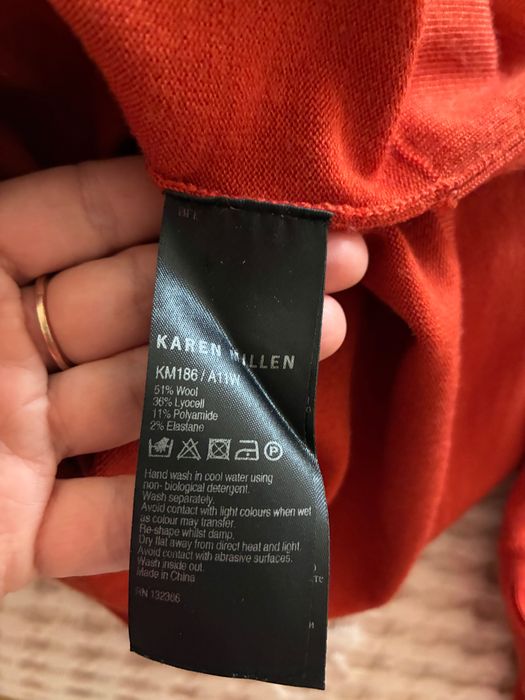 KAREN MILLEN
KM186 / A11W
51% Wool
36% Lyocell
11% Polyamide
2% Elastane
P
Hand wash in cool water using
non- biological detergent.
Wash separately.
Avoid contact with light colours when wet
as colour may transfer.
Re-shape whilst damp.
Dry flat away from direct heat and light.
Avoid contact with abrasive surfaces.
Wash inside out.
Made in China
RN 132366